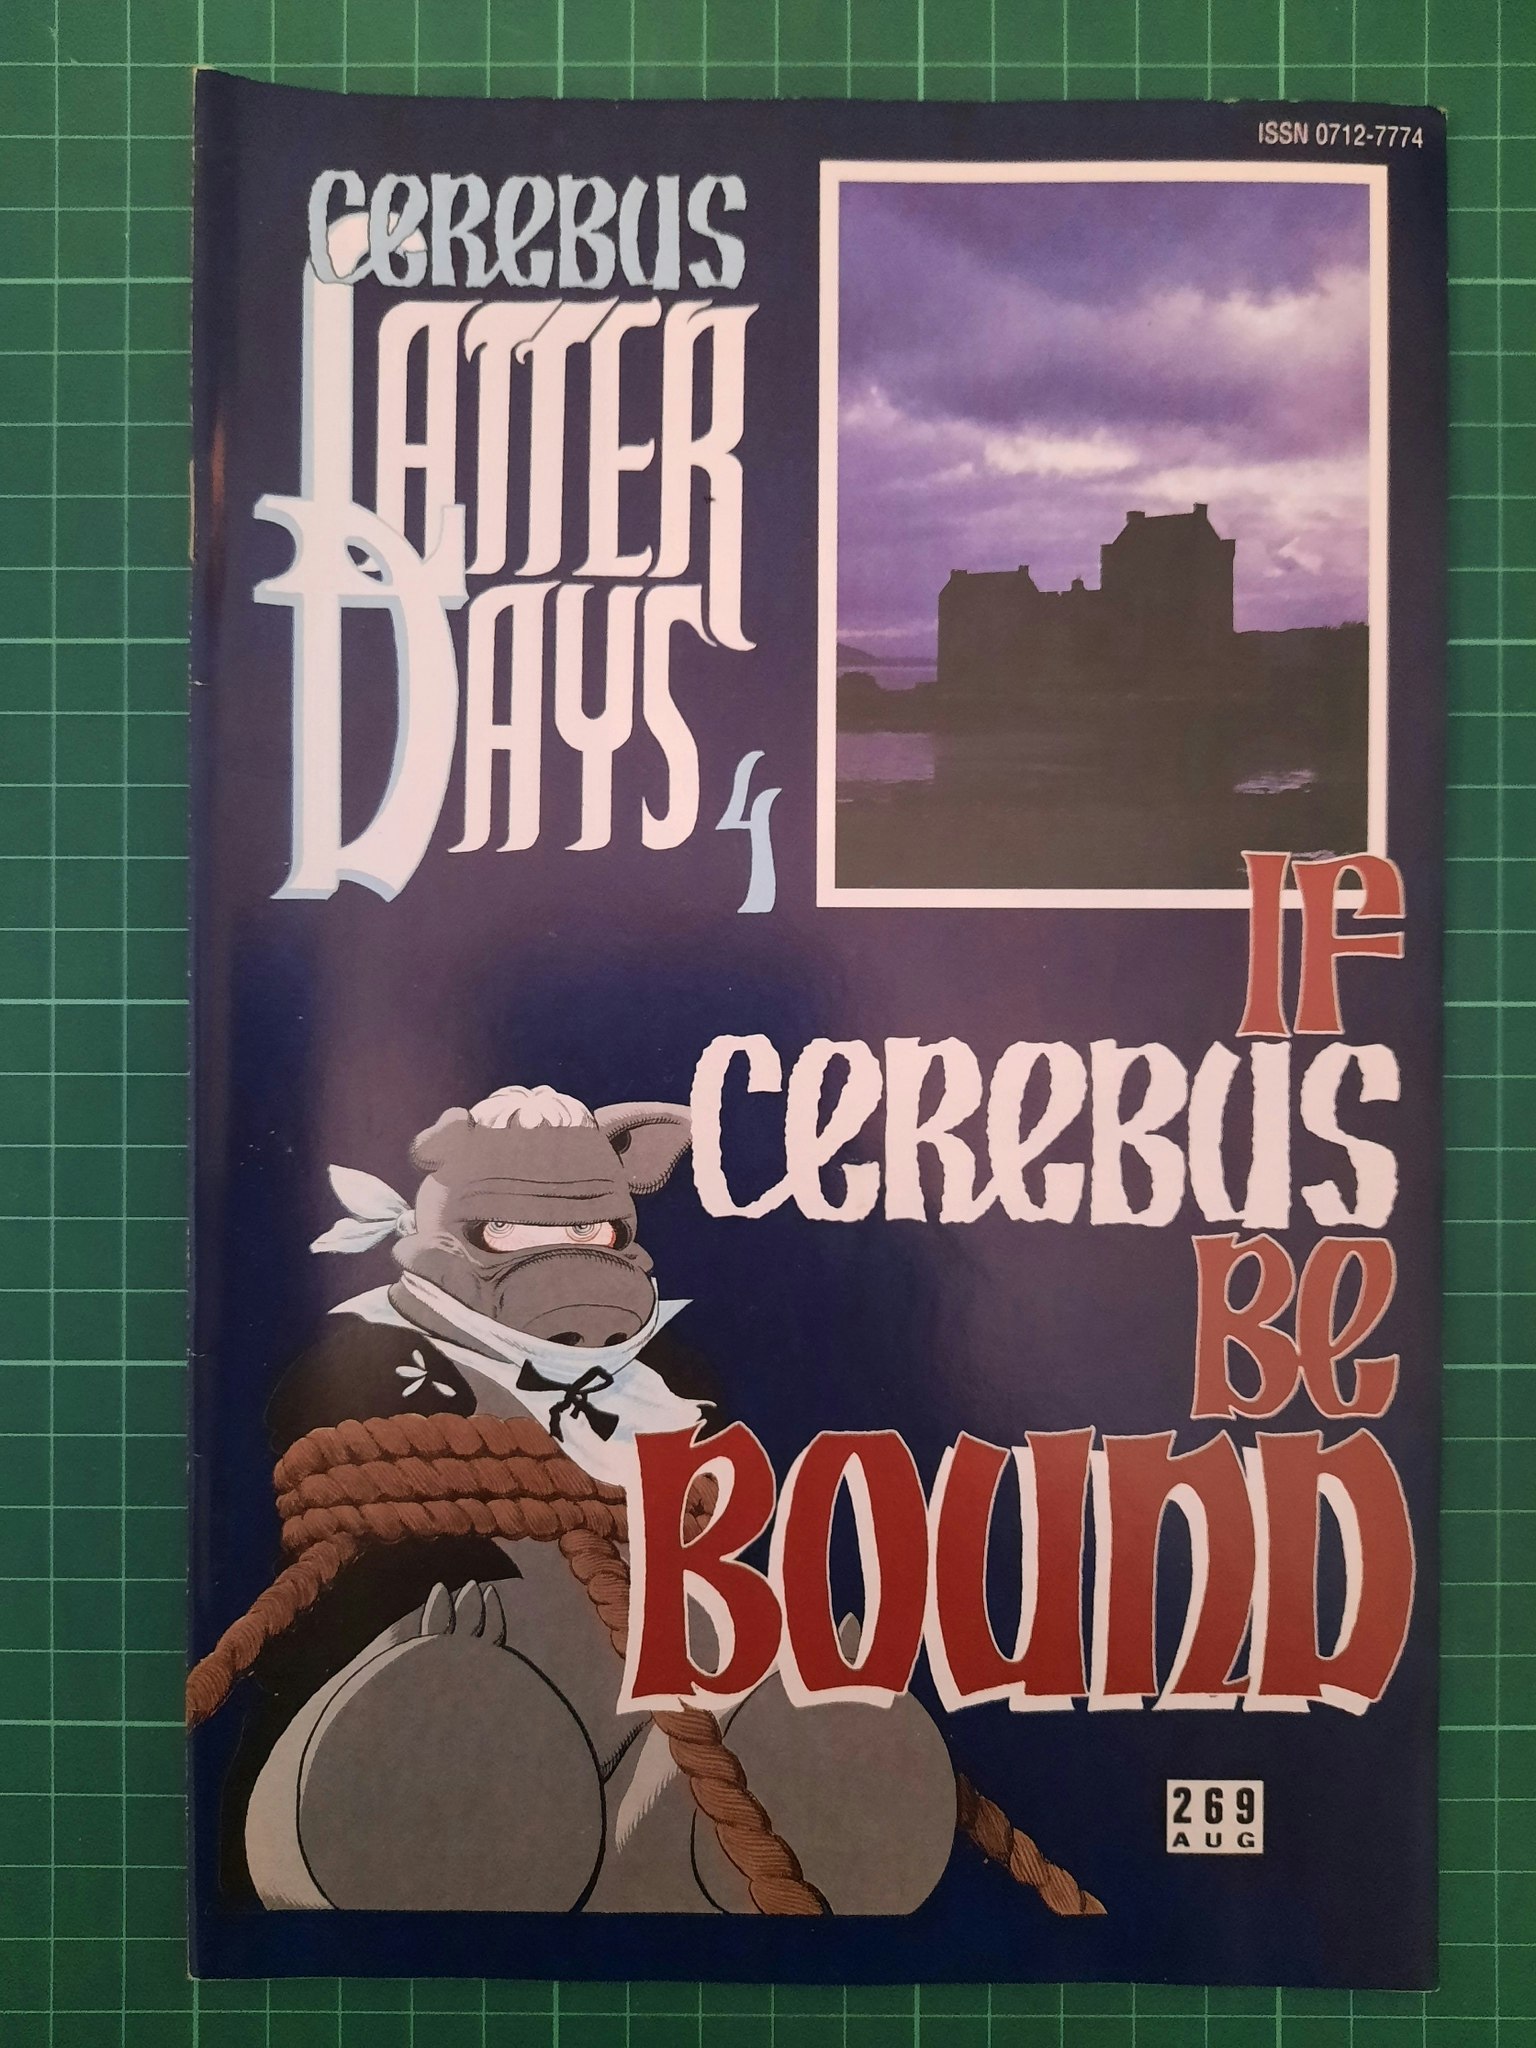 ISSN 0712-7774
CEREBUS
LATTER
DAYS 4
IF
CEREBUS
BE
BOUND
269
AUG